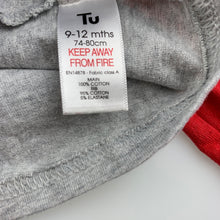 Tu
9-12 mths
74-80cm
KEEP AWAY
FROM FIRE
EN14878 - Fabric class A
MAIN
100% COTTON
RIB
95% COTTON
5% ELASTANE